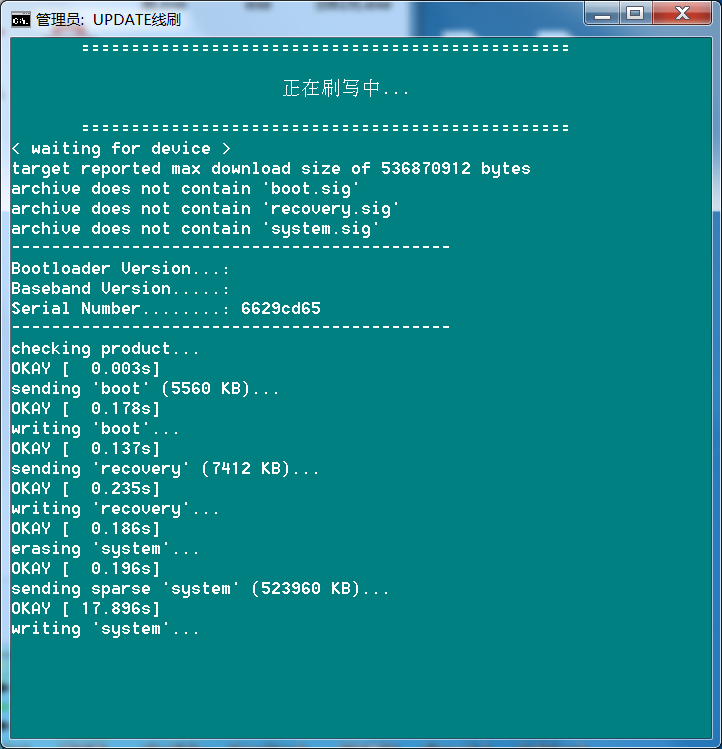 管理员: UPDATE线刷
=================================================
正在刷写中...
=================================================
< waiting for device >
target reported max download size of 536870912 bytes
archive does not contain 'boot.sig'
archive does not contain 'recovery.sig'
archive does not contain 'system.sig'
--------------------------------------------
Bootloader Version...:
Baseband Version.....:
Serial Number........: 6629cd65
--------------------------------------------
checking product...
OKAY [  0.003s]
sending 'boot' (5560 KB)...
OKAY [  0.178s]
writing 'boot'...
OKAY [  0.137s]
sending 'recovery' (7412 KB)...
OKAY [  0.235s]
writing 'recovery'...
OKAY [  0.186s]
erasing 'system'...
OKAY [  0.196s]
sending sparse 'system' (523960 KB)...
OKAY [ 17.896s]
writing 'system'...